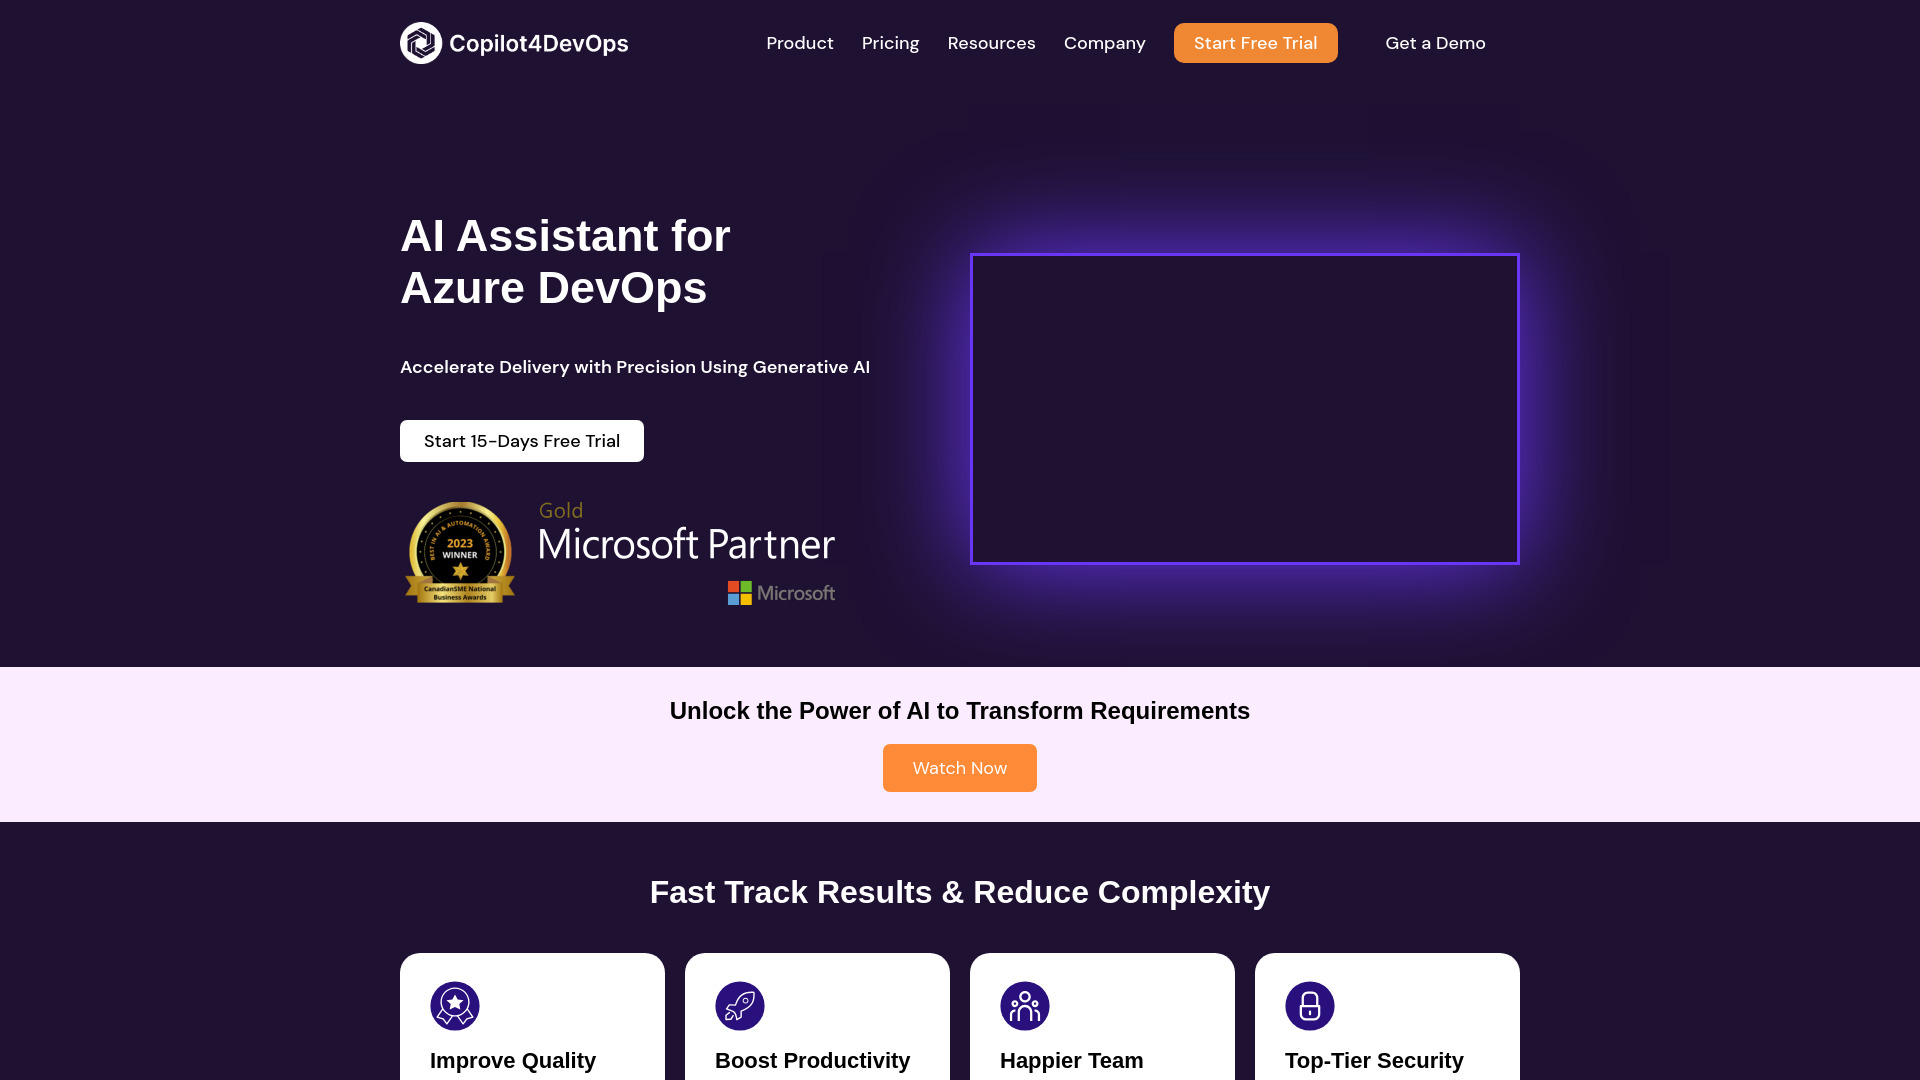 Copilot4DevOps
Product
Pricing
Resources
Company
Start Free Trial
Get a Demo
AI Assistant for
Azure DevOps
Accelerate Delivery with Precision Using Generative AI
Start 15-Days Free Trial
BEST IN AI & AUTOMATION AWARD
2023
WINNER
CanadianSME National
Business Awards
Gold
Microsoft Partner
Microsoft
Unlock the Power of AI to Transform Requirements
Watch Now
Fast Track Results & Reduce Complexity
Improve Quality
Boost Productivity
Happier Team
Top-Tier Security